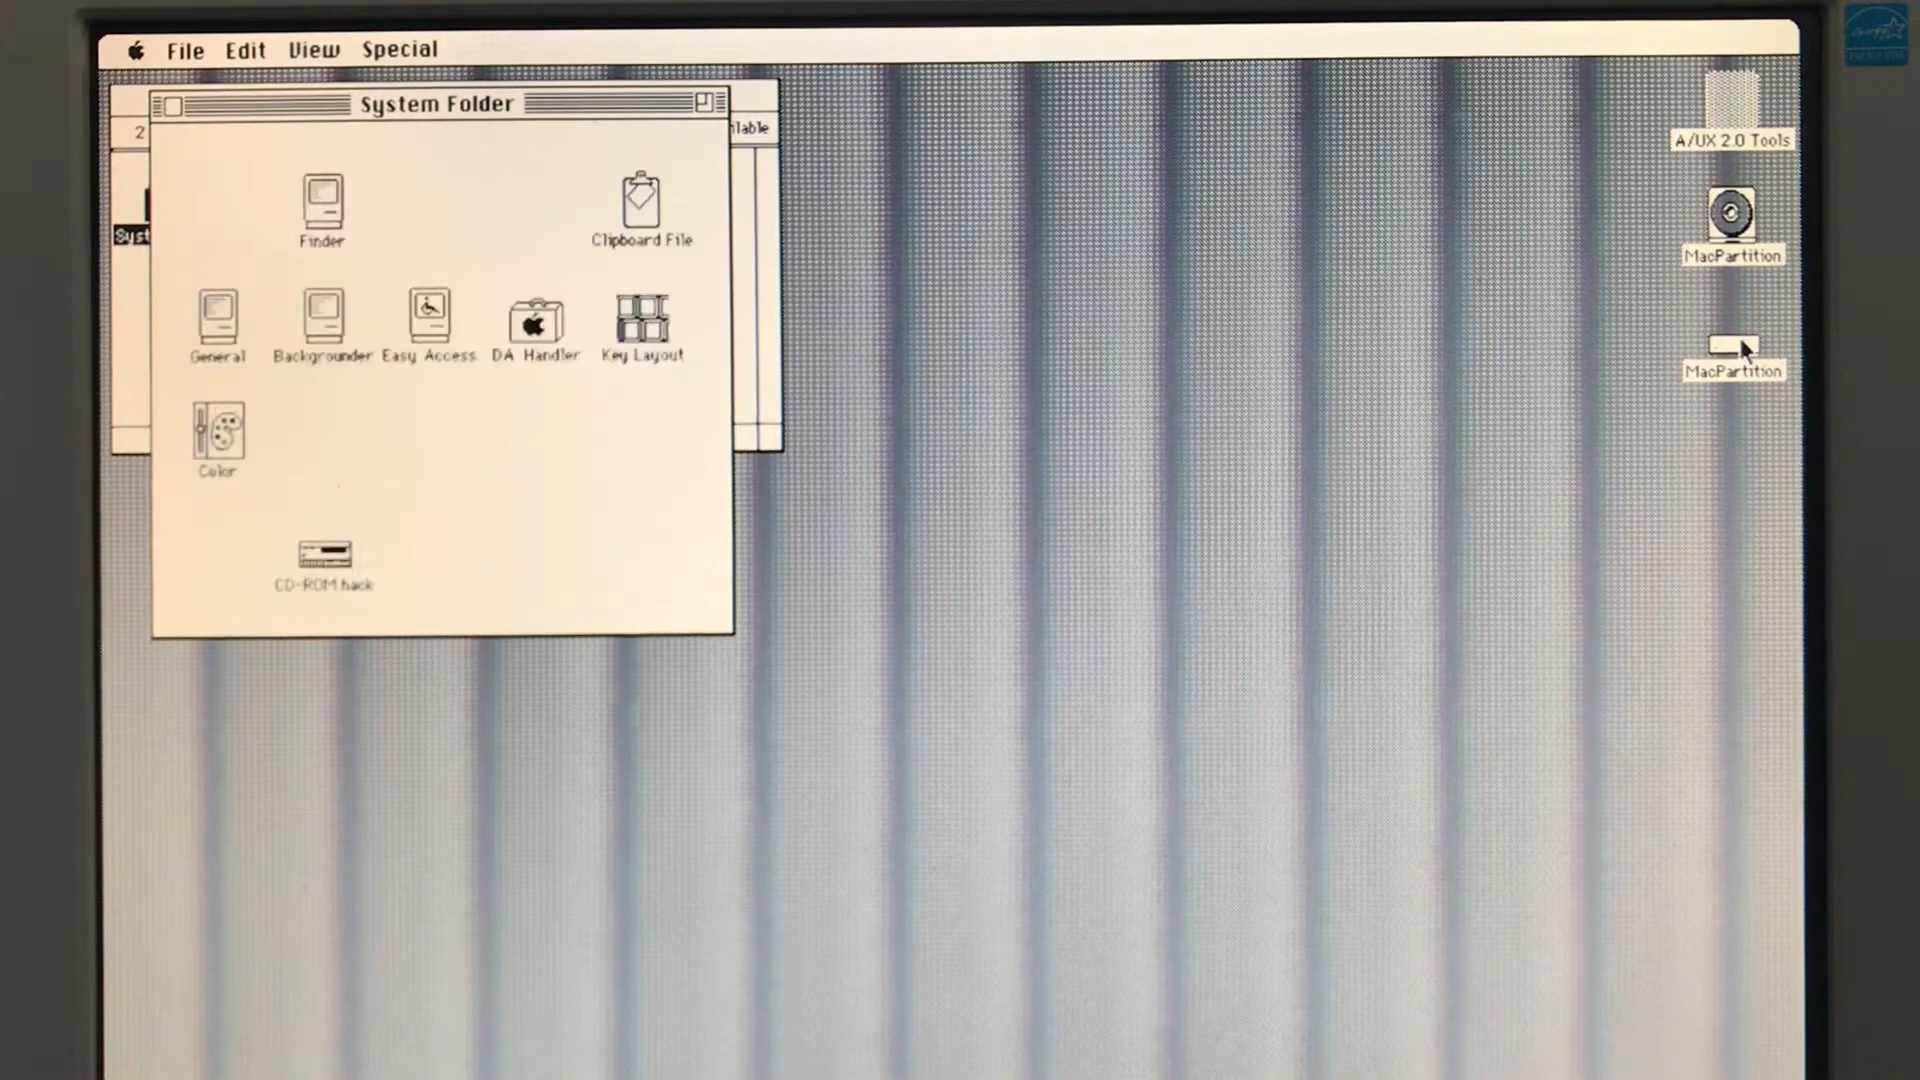 File Edit View Special
System Folder
2
ilable
A/UX 2.0 Tools
Syst
Finder
Clipboard File
MacPartition
General
Backgrounder
Easy Access
DA Handler
Key Layout
MacPartition
Color
CD-ROM hack